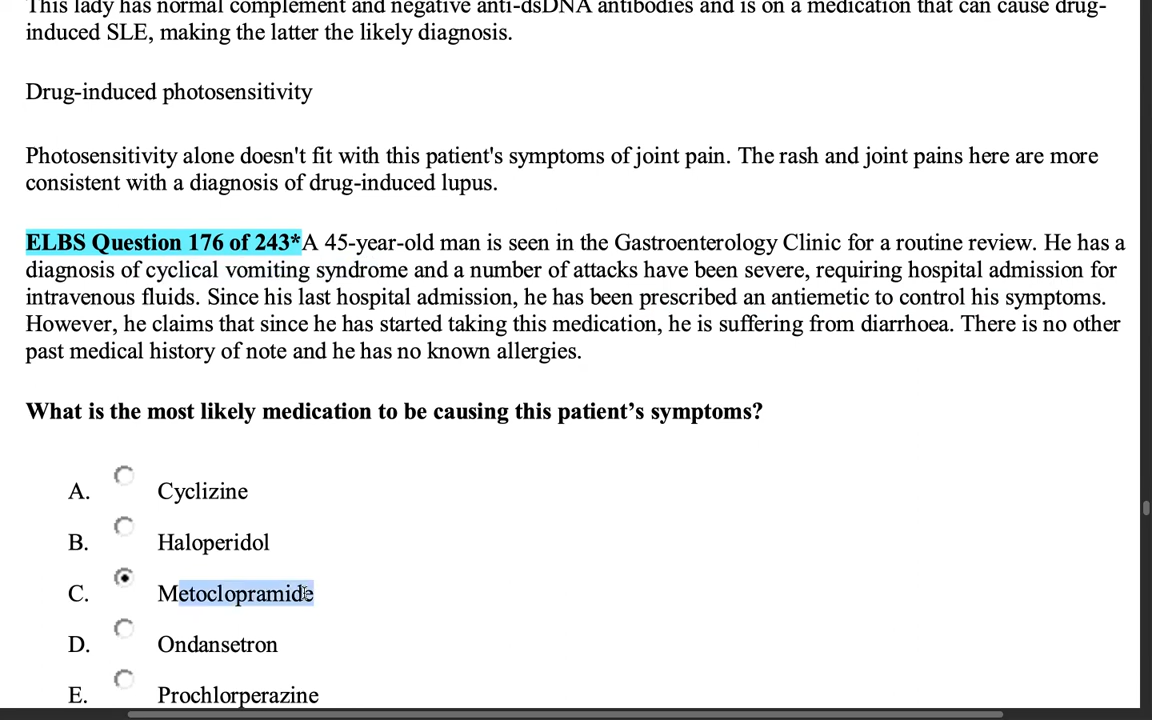 This lady has normal complement and negative anti-dsDNA antibodies and is on a medication that can cause drug-
induced SLE, making the latter the likely diagnosis.
Drug-induced photosensitivity
Photosensitivity alone doesn't fit with this patient's symptoms of joint pain. The rash and joint pains here are more
consistent with a diagnosis of drug-induced lupus.
ELBS Question 176 of 243*A 45-year-old man is seen in the Gastroenterology Clinic for a routine review. He has a
diagnosis of cyclical vomiting syndrome and a number of attacks have been severe, requiring hospital admission for
intravenous fluids. Since his last hospital admission, he has been prescribed an antiemetic to control his symptoms.
However, he claims that since he has started taking this medication, he is suffering from diarrhoea. There is no other
past medical history of note and he has no known allergies.
What is the most likely medication to be causing this patient’s symptoms?
A. Cyclizine
B. Haloperidol
C. Metoclopramide
D. Ondansetron
E. Prochlorperazine